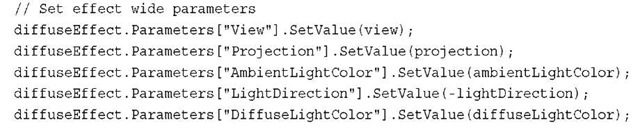 // Set effect wide parameters
diffuseEffect.Parameters["View"].SetValue(view);
diffuseEffect.Parameters["Projection"].SetValue(projection);
diffuseEffect.Parameters["AmbientLightColor"].SetValue(ambientLightColor);
diffuseEffect.Parameters["LightDirection"].SetValue(-lightDirection);
diffuseEffect.Parameters["DiffuseLightColor"].SetValue(diffuseLightColor);